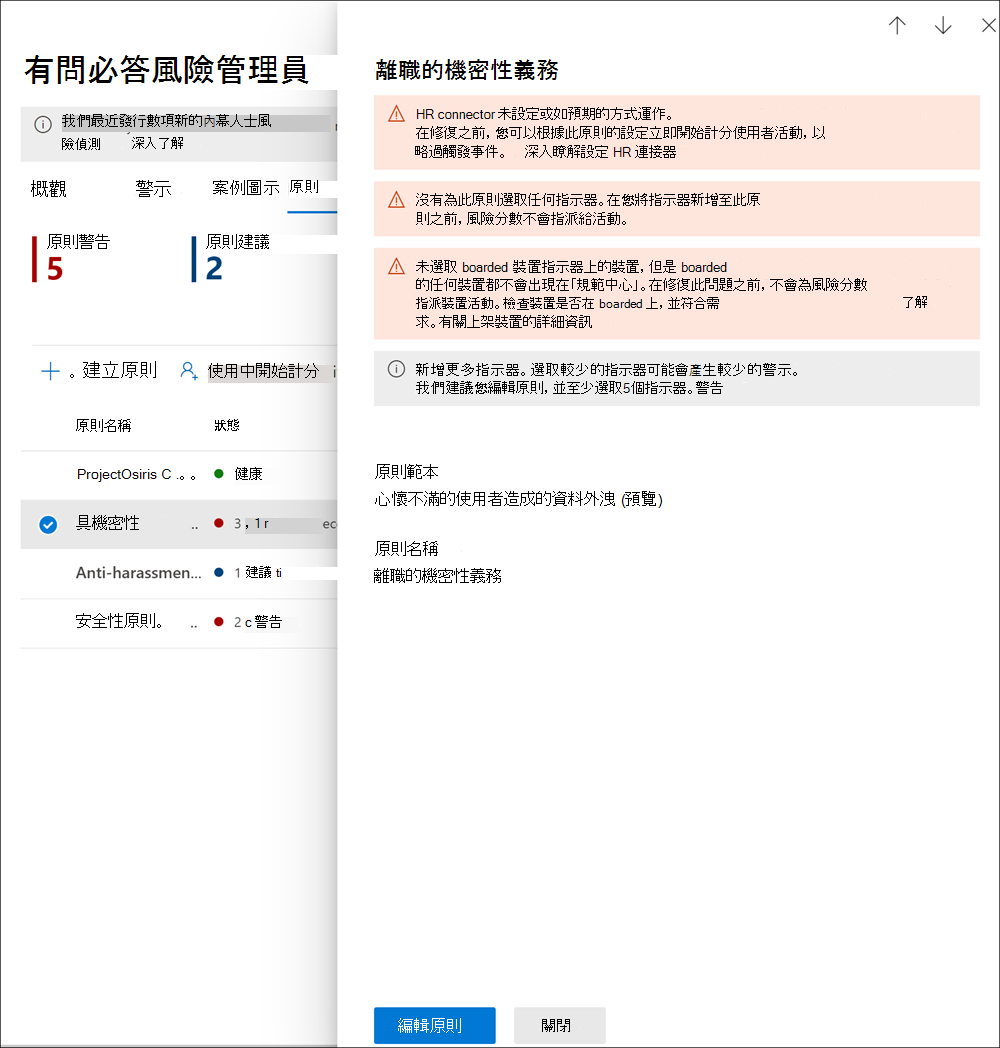 有問必答風險管理員
我們最近發行數項新的內幕人士風
險偵測 深入了解
概觀 警示 案例圖示 原則
原則警告 原則建議
5 2
。建立原則 使用中開始計分
原則名稱 狀態
ProjectOsiris C .。。 健康
具機密性 .. 3 , 1 r
Anti-harassmen... 1 建議 ti
安全性原則。 .. 2 c 警告
離職的機密性義務
HR connector 未設定或如預期的方式運作。
在修復之前, 您可以根據此原則的設定立即開始計分使用者活動, 以
略過觸發事件。 深入瞭解設定 HR 連接器
沒有為此原則選取任何指示器。在您將指示器新增至此原
則之前, 風險分數不會指派給活動。
未選取 boarded 裝置指示器上的裝置, 但是 boarded
的任何裝置都不會出現在「規範中心」。在修復此問題之前, 不會為風險分數
指派裝置活動。檢查裝置是否在 boarded 上, 並符合需 了解
求。有關上架裝置的詳細資訊
新增更多指示器。選取較少的指示器可能會產生較少的警示。
我們建議您編輯原則, 並至少選取5個指示器。警告
原則範本
心懷不滿的使用者造成的資料外洩 (預覽)
原則名稱
離職的機密性義務
編輯原則 關閉